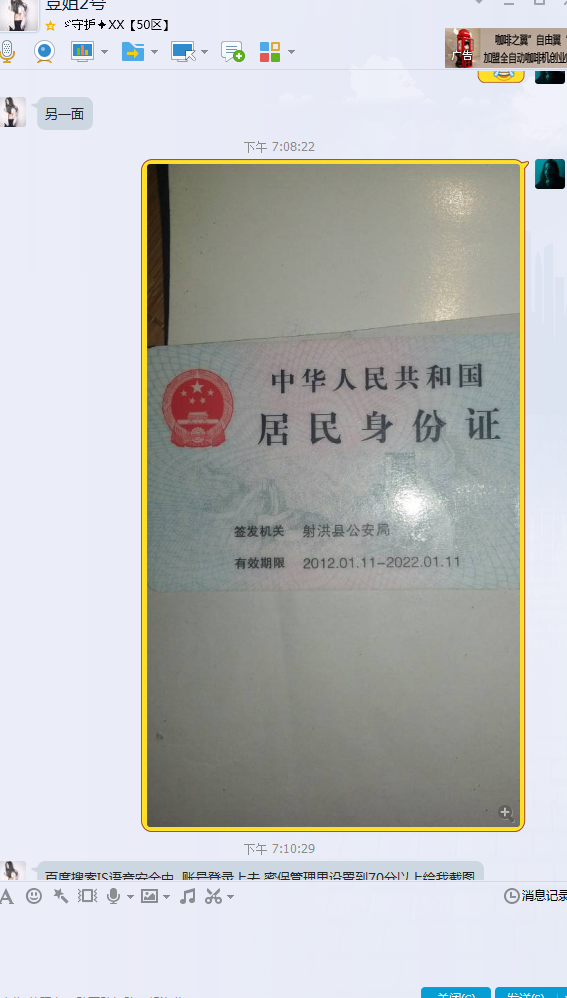 豆姐2号
守护✦XX【50区】
咖啡之翼" 自由翼
广告
加盟全自动咖啡机创业
另一面
下午 7:08:22
中华人民共和国
居民身份证
签发机关 射洪县公安局
有效期限 2012.01.11-2022.01.11
下午 7:10:29
百度搜索IS语音安全中 账号登录上去 密保管理里设置到70分以上给我截图
消息记录
关闭(C) 发送(S)